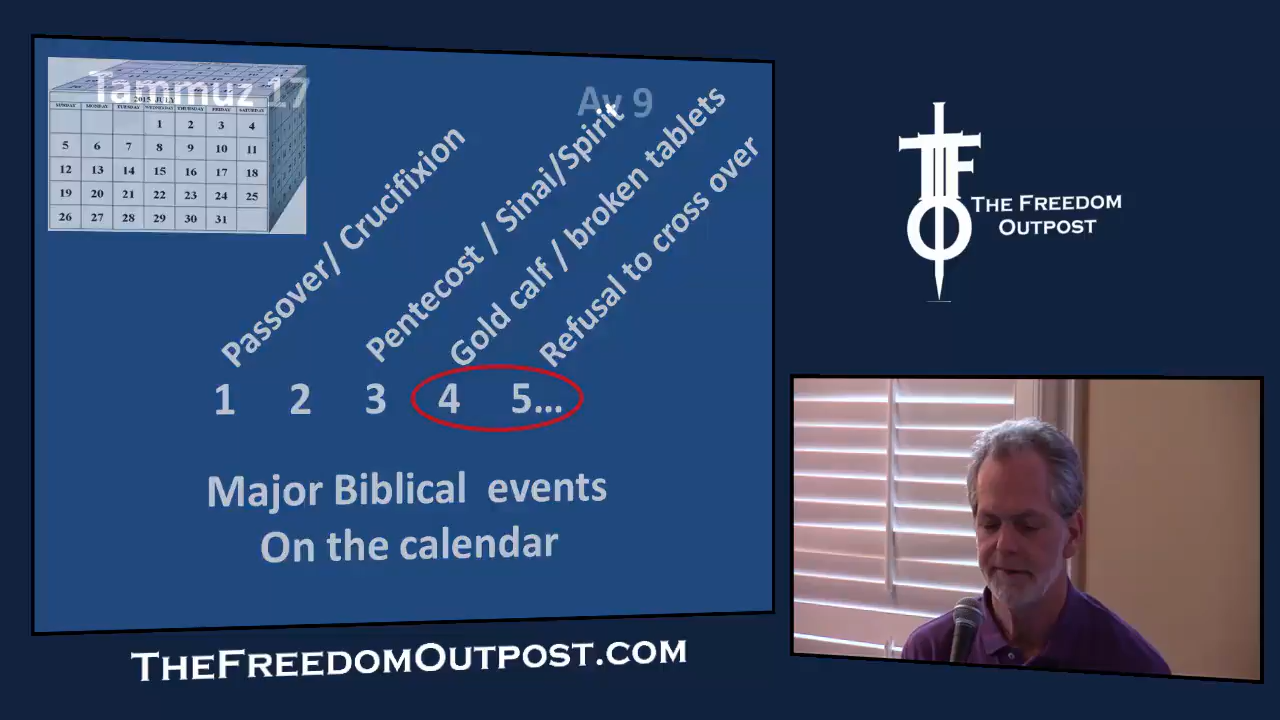 Tammuz 17
Av 9
2015 JULY
SUNDAY MONDAY TUESDAY WEDNESDAY THURSDAY FRIDAY SATURDAY
1 2 3 4
5 6 7 8 9 10 11
12 13 14 15 16 17 18
19 20 21 22 23 24 25
26 27 28 29 30 31
Passover/ Crucifixion
Pentecost / Sinai/Spirit
Gold calf / broken tablets
Refusal to cross over
1 2 3 4 5...
Major Biblical events
On the calendar
THEFREEDOMOUTPOST.COM
TF
THE FREEDOM
OUTPOST